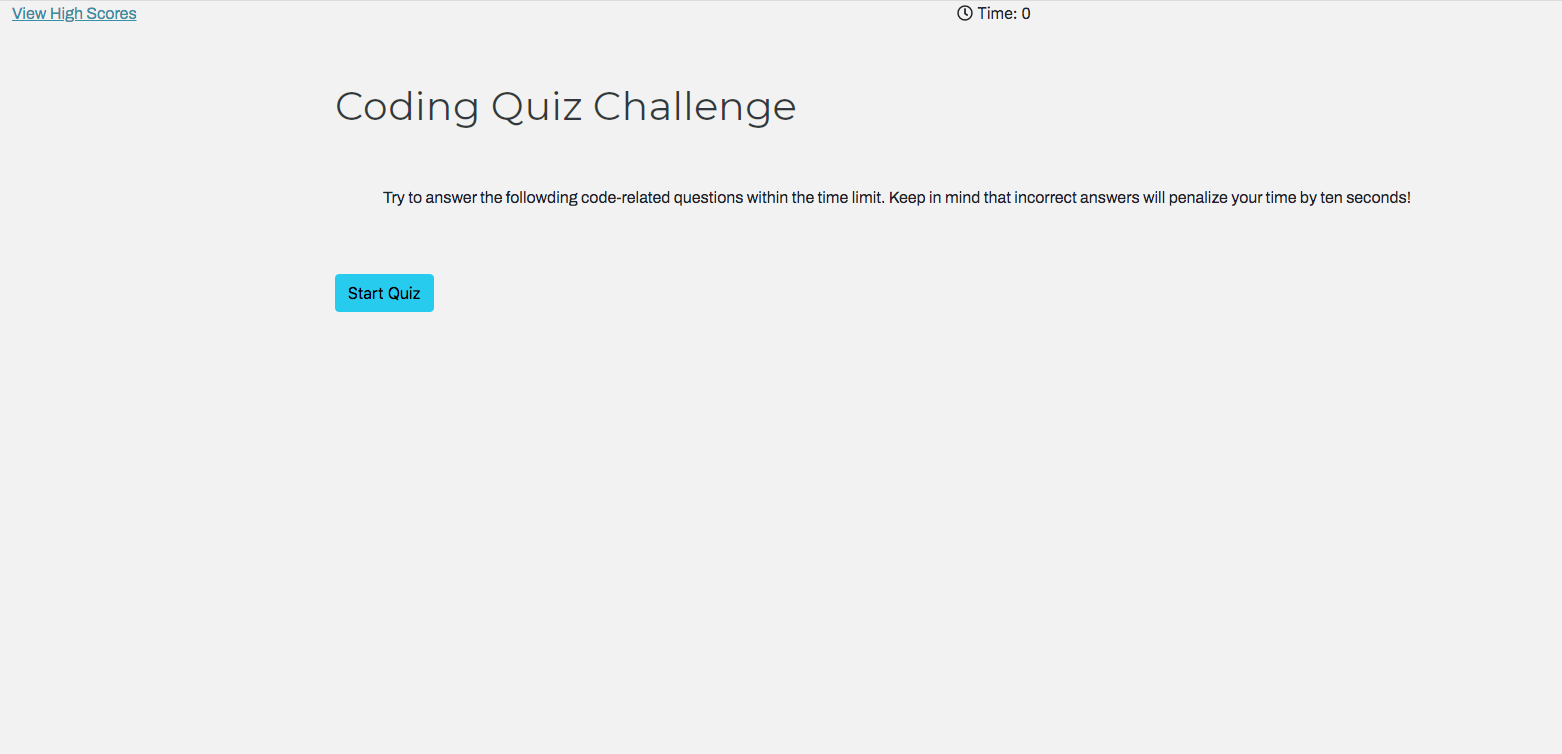 View High Scores
Time: 0
Coding Quiz Challenge
Try to answer the followding code-related questions within the time limit. Keep in mind that incorrect answers will penalize your time by ten seconds!
Start Quiz